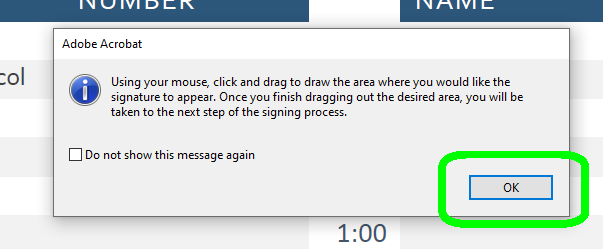 NUMBER
NAME
Adobe Acrobat
col
Using your mouse, click and drag to draw the area where you would like the
signature to appear. Once you finish dragging out the desired area, you will be
taken to the next step of the signing process.
Do not show this message again
OK
1:00